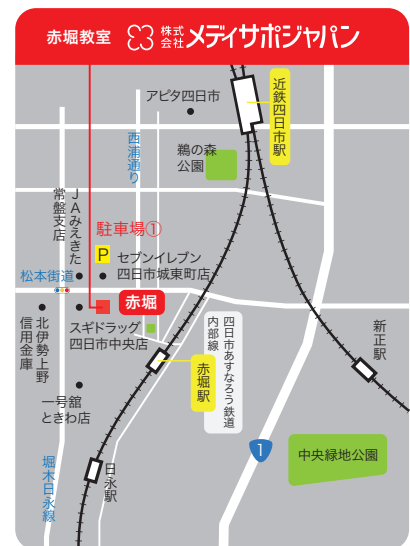 赤堀教室 株式会社 メディサポジャパン
アピタ四日市
近鉄四日市駅
西浦通り
鵜の森
公園
JAみえきた
常盤支店
駐車場①
P
セブンイレブン
四日市城東町店
松本街道
赤堀
スギドラッグ
四日市中央店
北伊勢上野
信用金庫
四日市あすなろう鉄道
内部線
新正駅
赤堀駅
一号舘
ときわ店
1
中央緑地公園
堀木日永線
日永駅